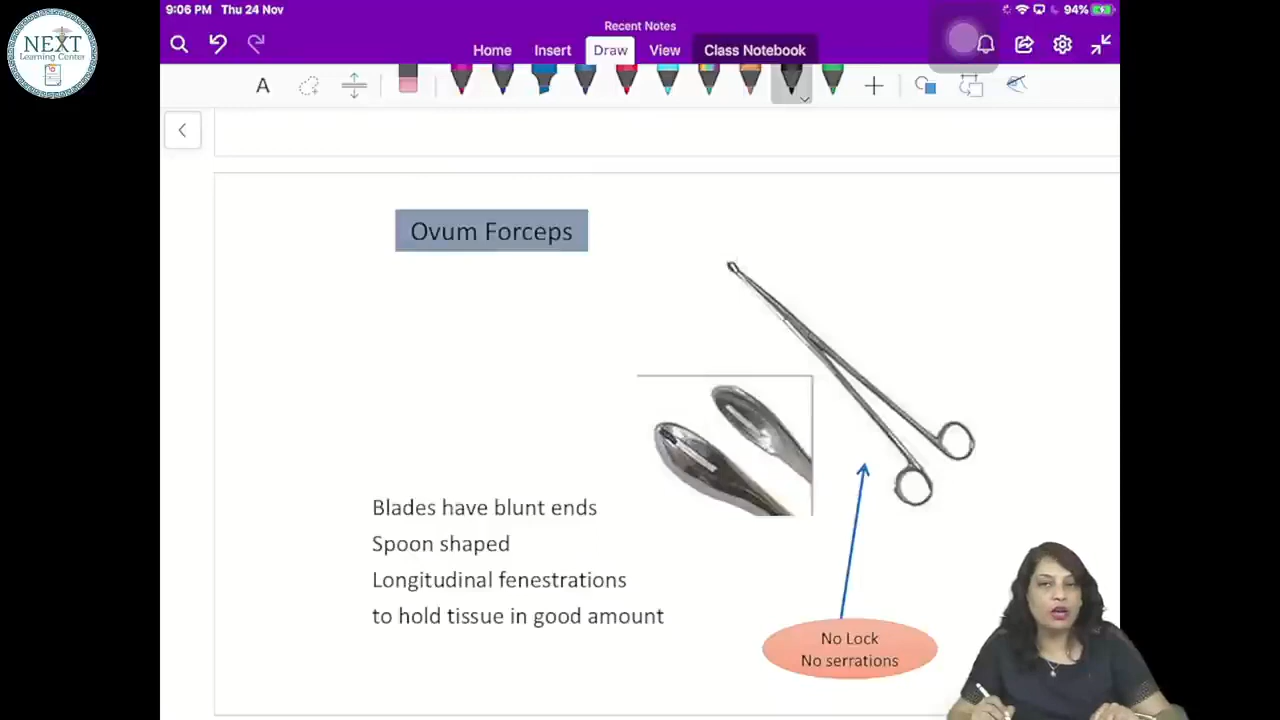 9:06 PM Thu 24 Nov
94%
NEXT
Learning Center
Recent Notes
Home Insert Draw View Class Notebook
A
Ovum Forceps
Blades have blunt ends
Spoon shaped
Longitudinal fenestrations
to hold tissue in good amount
No Lock
No serrations